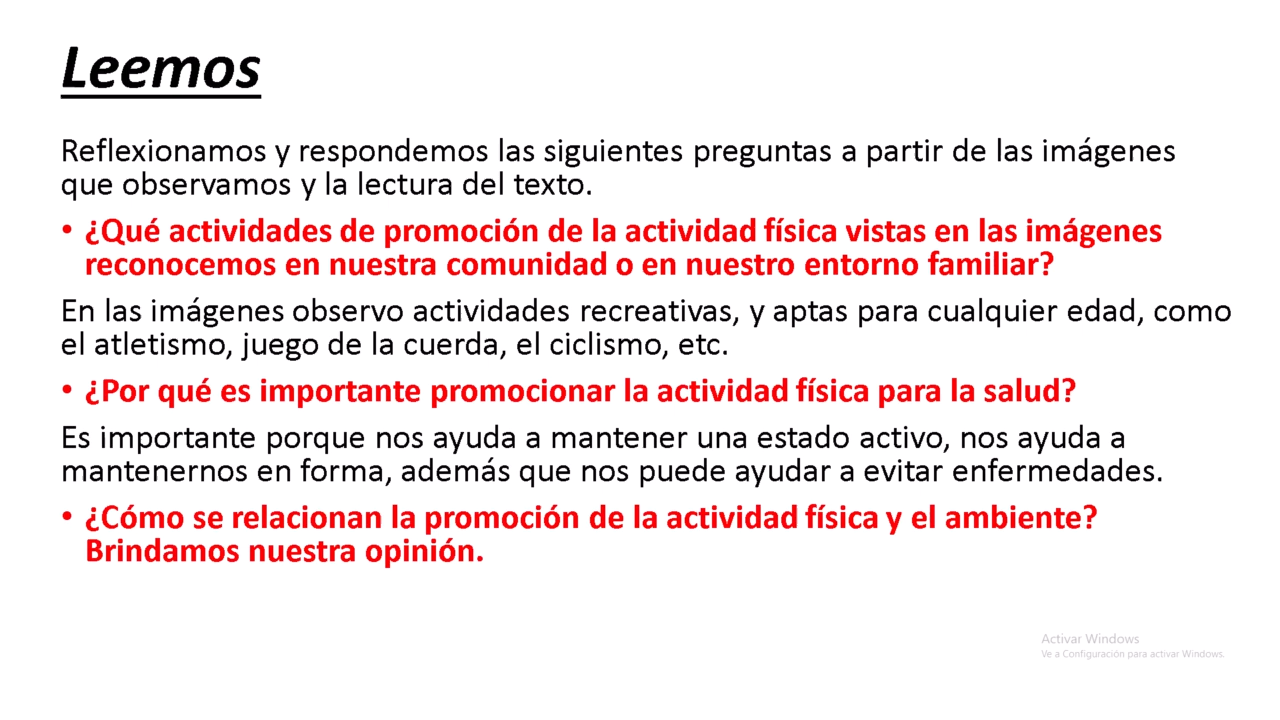 Leemos
Reflexionamos y respondemos las siguientes preguntas a partir de las imágenes
que observamos y la lectura del texto.
• ¿Qué actividades de promoción de la actividad física vistas en las imágenes
reconocemos en nuestra comunidad o en nuestro entorno familiar?
En las imágenes observo actividades recreativas, y aptas para cualquier edad, como
el atletismo, juego de la cuerda, el ciclismo, etc.
• ¿Por qué es importante promocionar la actividad física para la salud?
Es importante porque nos ayuda a mantener una estado activo, nos ayuda a
mantenernos en forma, además que nos puede ayudar a evitar enfermedades.
• ¿Cómo se relacionan la promoción de la actividad física y el ambiente?
Brindamos nuestra opinión.
Activar Windows
Ve a Configuración para activar Windows.